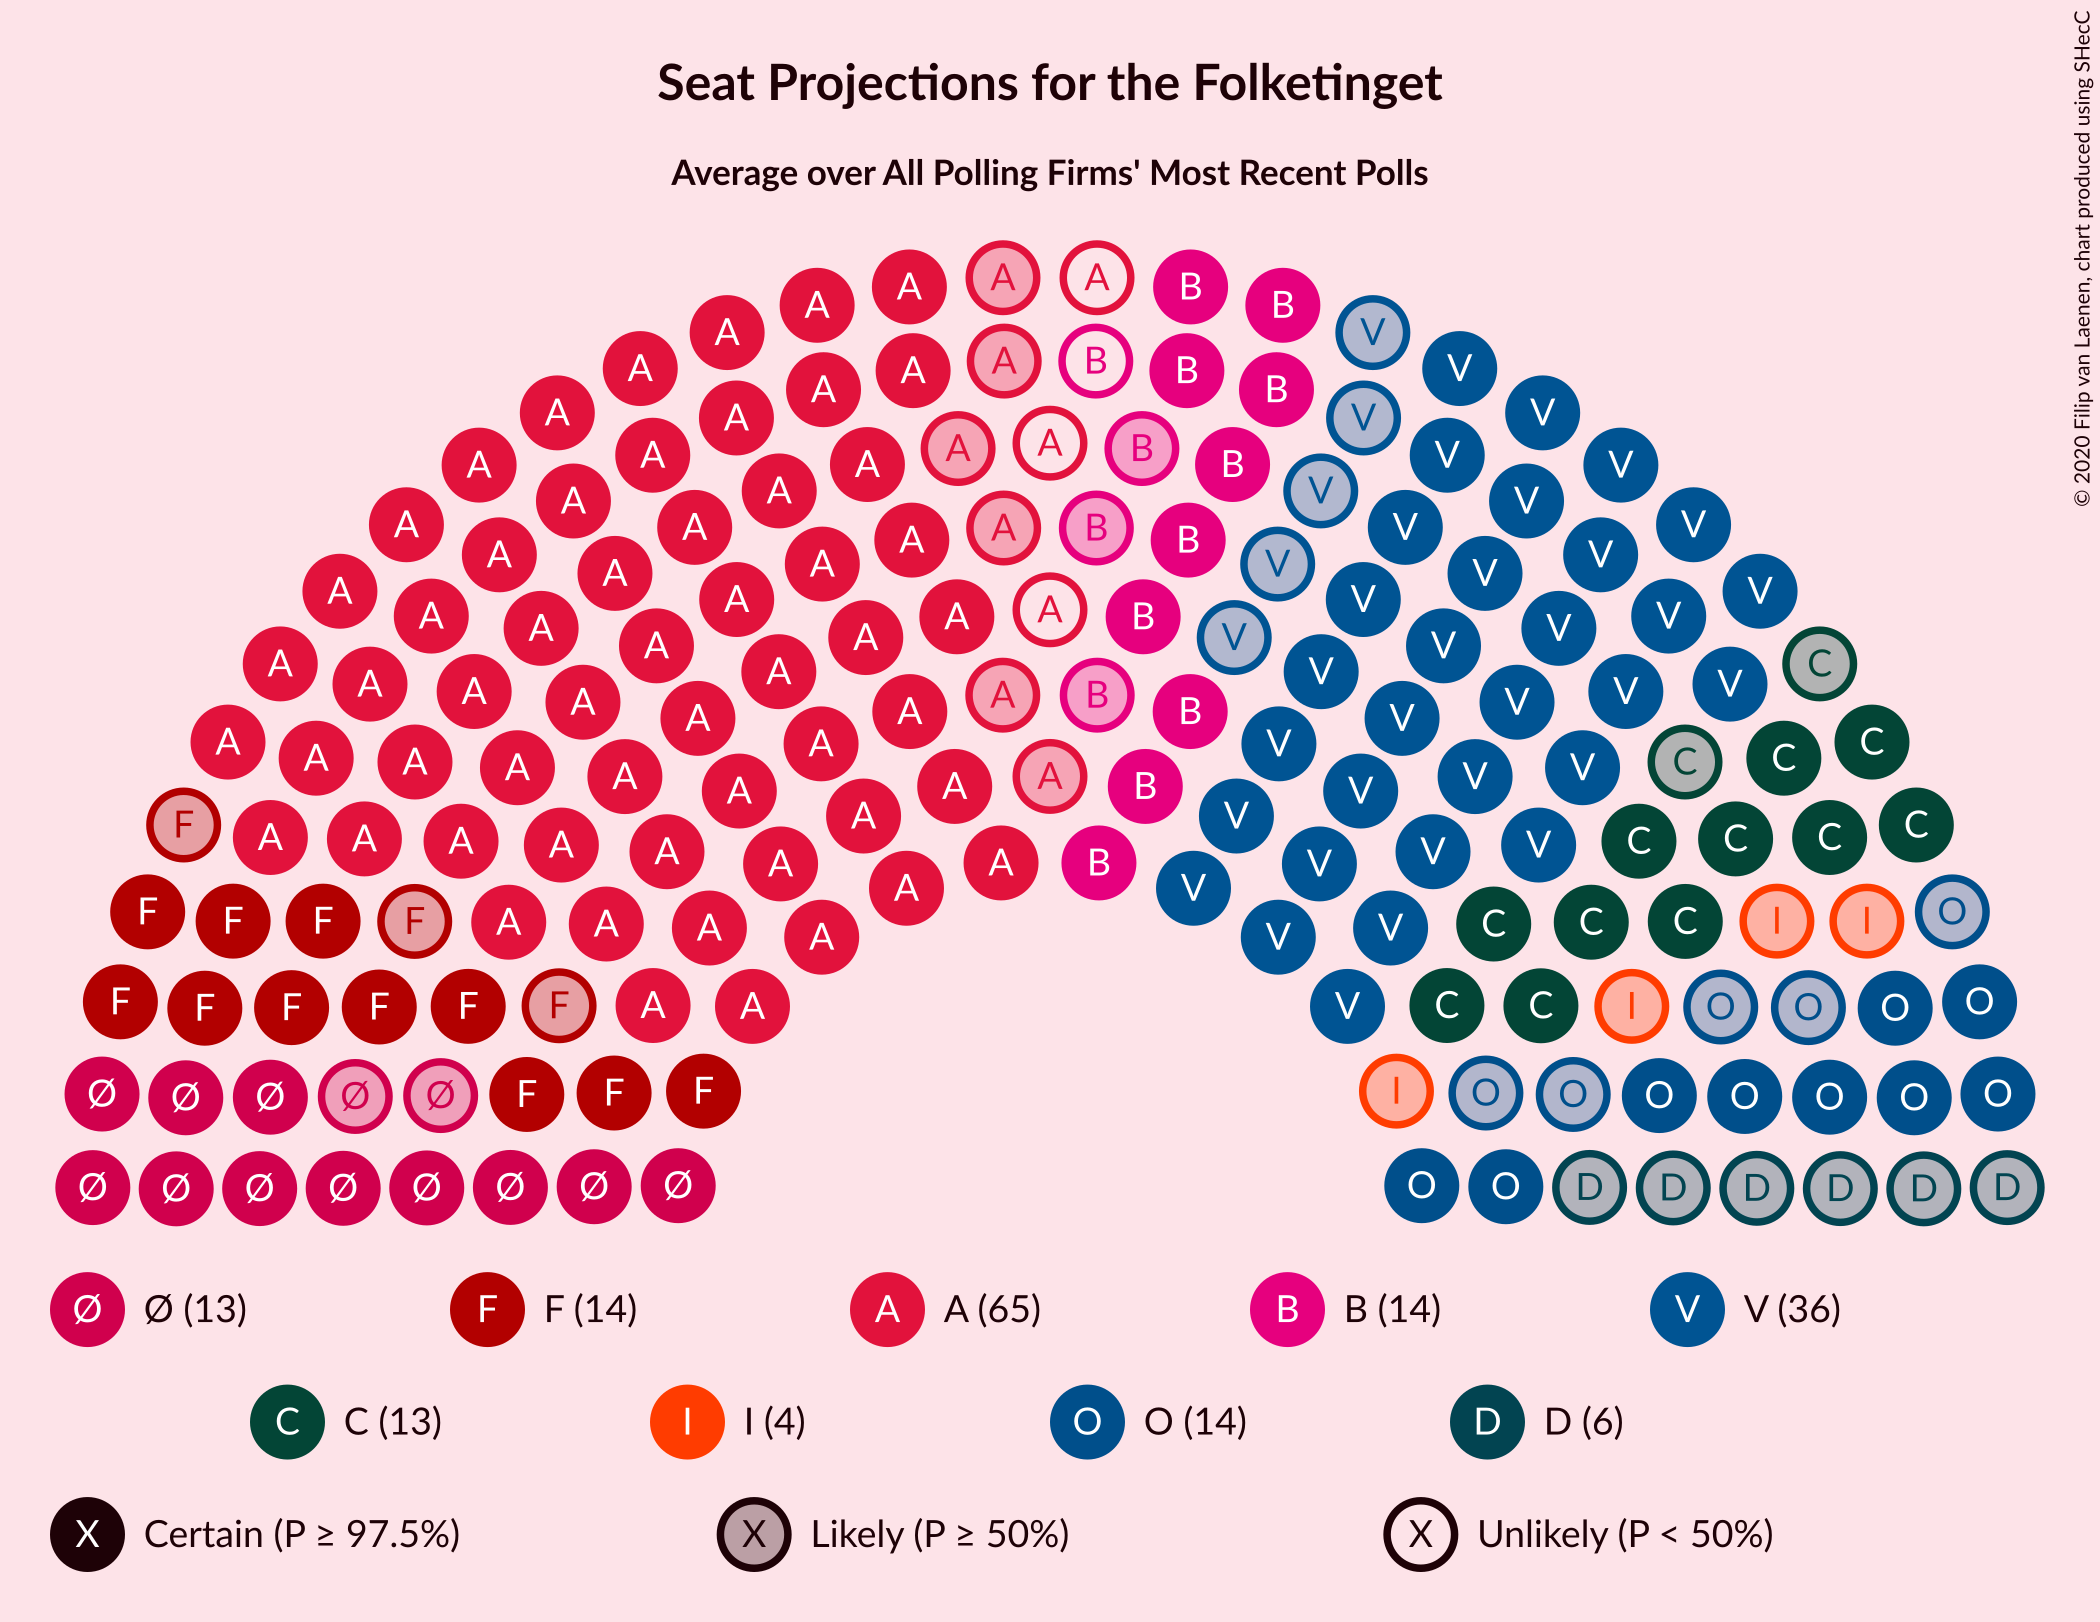 Seat Projections for the Folketinget
Average over All Polling Firms' Most Recent Polls
© 2020 Filip van Laenen, chart produced using SHecC
A A A A B B V V
A A A A B B B V V V
A A A A A A B B V V V V
A A A A A A B B V V V V V
A A A A A A A B V V V V V V
A A A A A A A B B V V V V V C
A A A A A A A A A B V V V V V C C C
F A A A A A A A A B V V V V C C C C
F F F F A A A A V V C C C I I O
F F F F F F A A V C C I O O O O
Ø Ø Ø Ø Ø F F F I O O O O O O O
Ø Ø Ø Ø Ø Ø Ø Ø O O D D D D D D
Ø Ø (13) F F (14) A A (65) B B (14) V V (36)
C C (13) I I (4) O O (14) D D (6)
X Certain (P ≥ 97.5%) X Likely (P ≥ 50%) X Unlikely (P < 50%)